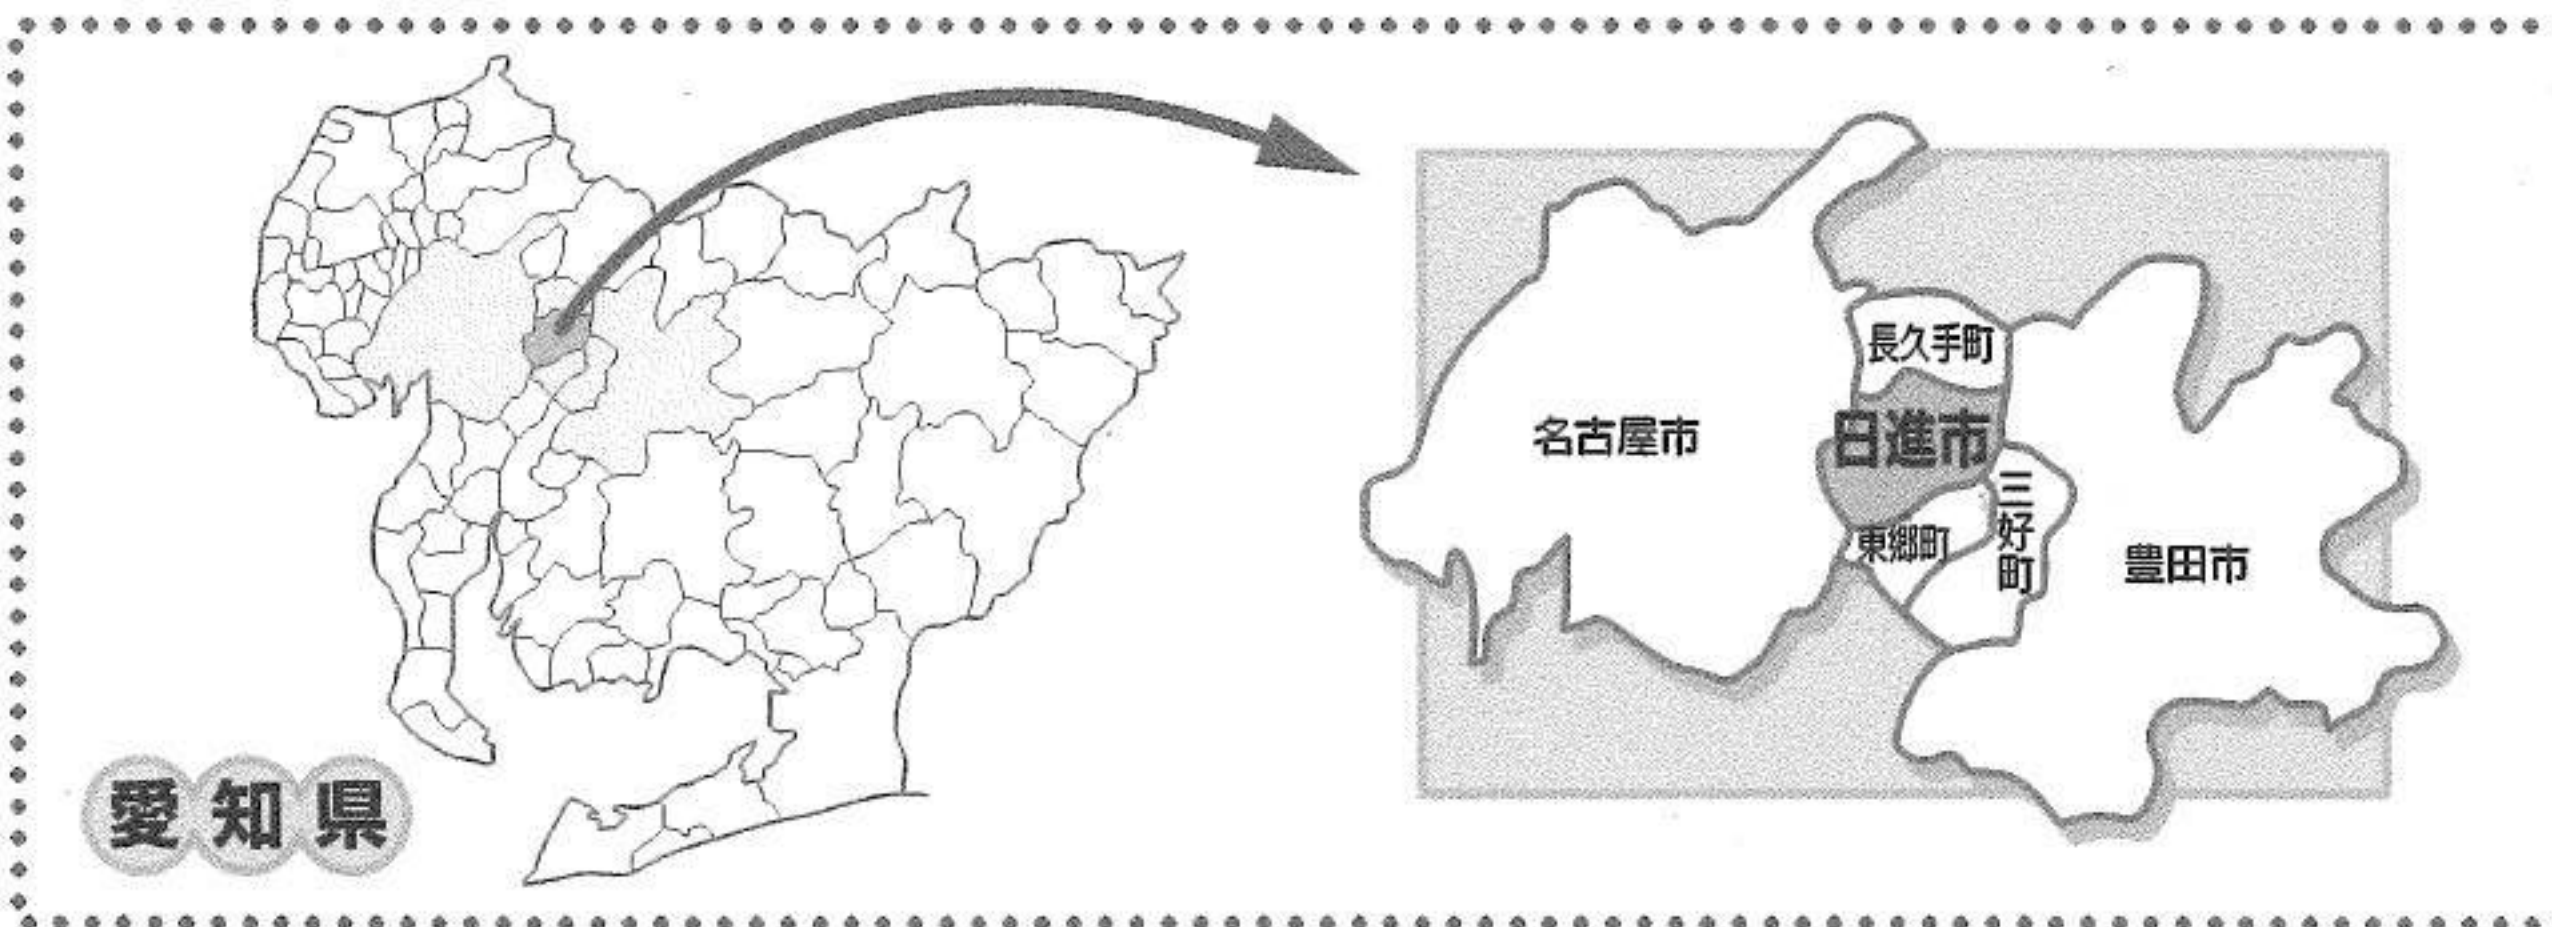 愛知県
名古屋市
長久手町
日進市
東郷町
三好町
豊田市